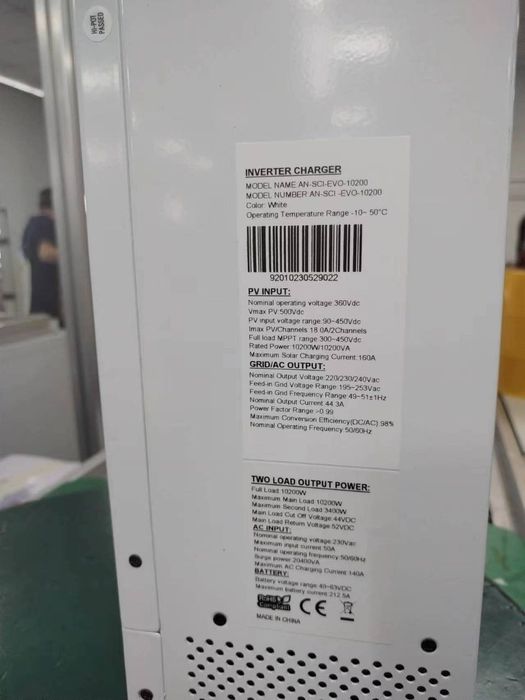 HI-POT
PASSED
INVERTER CHARGER
MODEL NAME:AN-SCI-EVO-10200
MODEL NUMBER:AN-SCI -EVO-10200
Color: White
Operating Temperature Range -10~ 50°C
92010230529022
PV INPUT:
Nominal operating voltage 360Vdc
Vmax PV:500Vdc
PV input voltage range:90~450Vdc
Imax PV/Channels 18.0A/2Channels
Full load MPPT range:300~450Vdc
Rated Power 10200W/10200VA
Maximum Solar Charging Current:160A
GRID/AC OUTPUT:
Nominal Output Voltage 220/230/240Vac
Feed-in Grid Voltage Range 195~253Vac
Feed-in Grid Frequency Range 49~51±1Hz
Nominal Output Current 44.3A
Power Factor Range >0.99
Maximum Conversion Efficiency(DC/AC) 98%
Nominal Operating Frequency 50/60Hz
TWO LOAD OUTPUT POWER:
Full Load 10200W
Maximum Main Load:10200W
Maximum Second Load 3400W
Main Load Cut Off Voltage 44VDC
Main Load Return Voltage 52VDC
AC INPUT:
Nominal operating voltage 230Vac
Maximum input current 50A
Nominal operating frequency 50/60Hz
Surge power 20400VA
Maximum AC Charging Current 140A
BATTERY:
Battery voltage range 40~63VDC
Maximum battery current 212.5A
RoHS
Compliant
CE
MADE IN CHINA